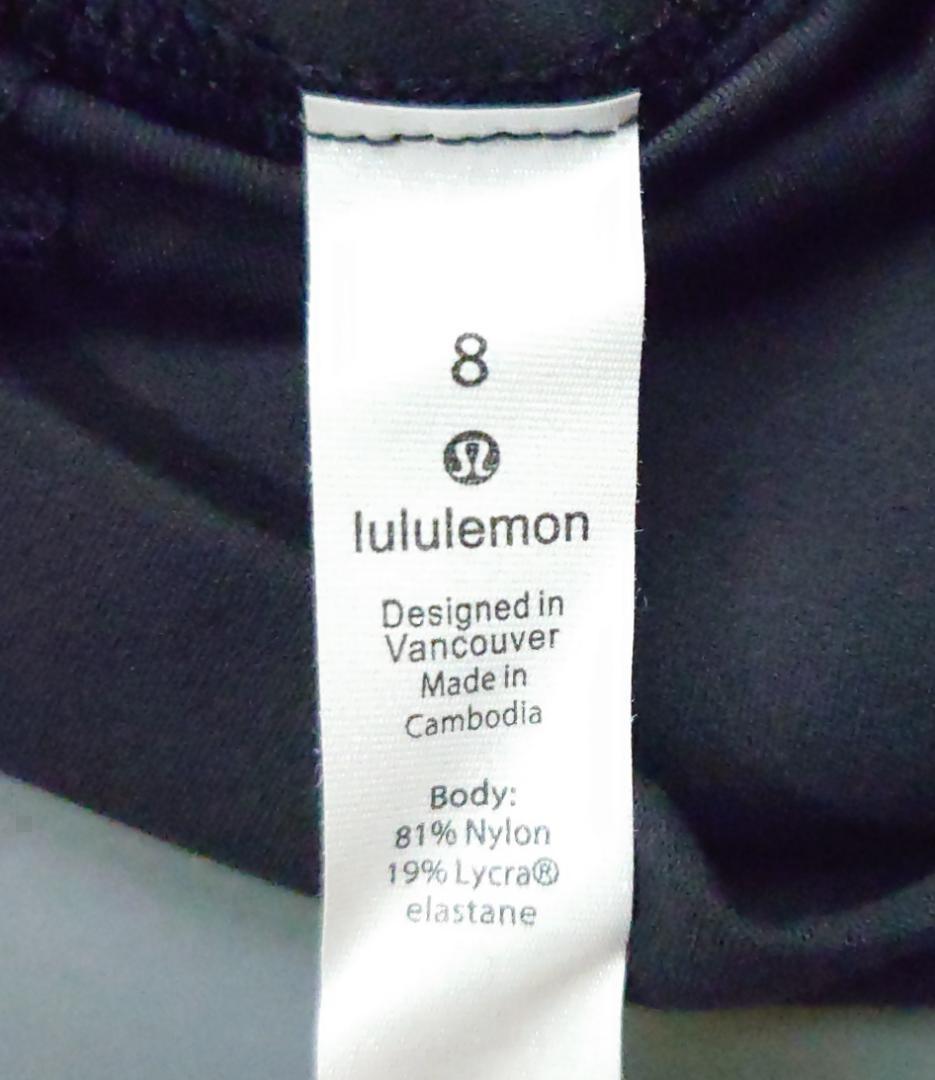 8
lululemon
Designed in
Vancouver
Made in
Cambodia
Body:
81% Nylon
19% Lycra®
elastane